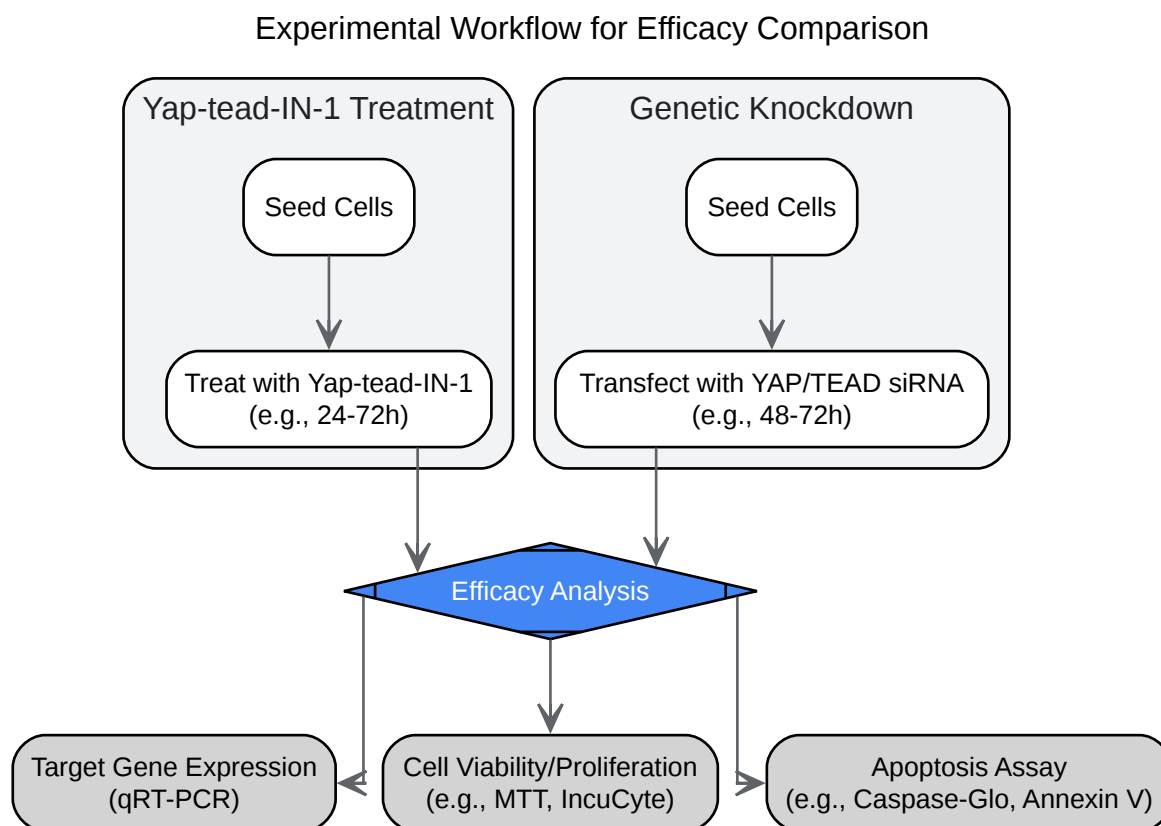 Experimental Workflow for Efficacy Comparison
Yap-tead-IN-1 Treatment
Seed Cells
Treat with Yap-tead-IN-1
(e.g., 24-72h)
Genetic Knockdown
Seed Cells
Transfect with YAP/TEAD siRNA
(e.g., 48-72h)
Efficacy Analysis
Target Gene Expression
(qRT-PCR)
Cell Viability/Proliferation
(e.g., MTT, IncuCyte)
Apoptosis Assay
(e.g., Caspase-Glo, Annexin V)